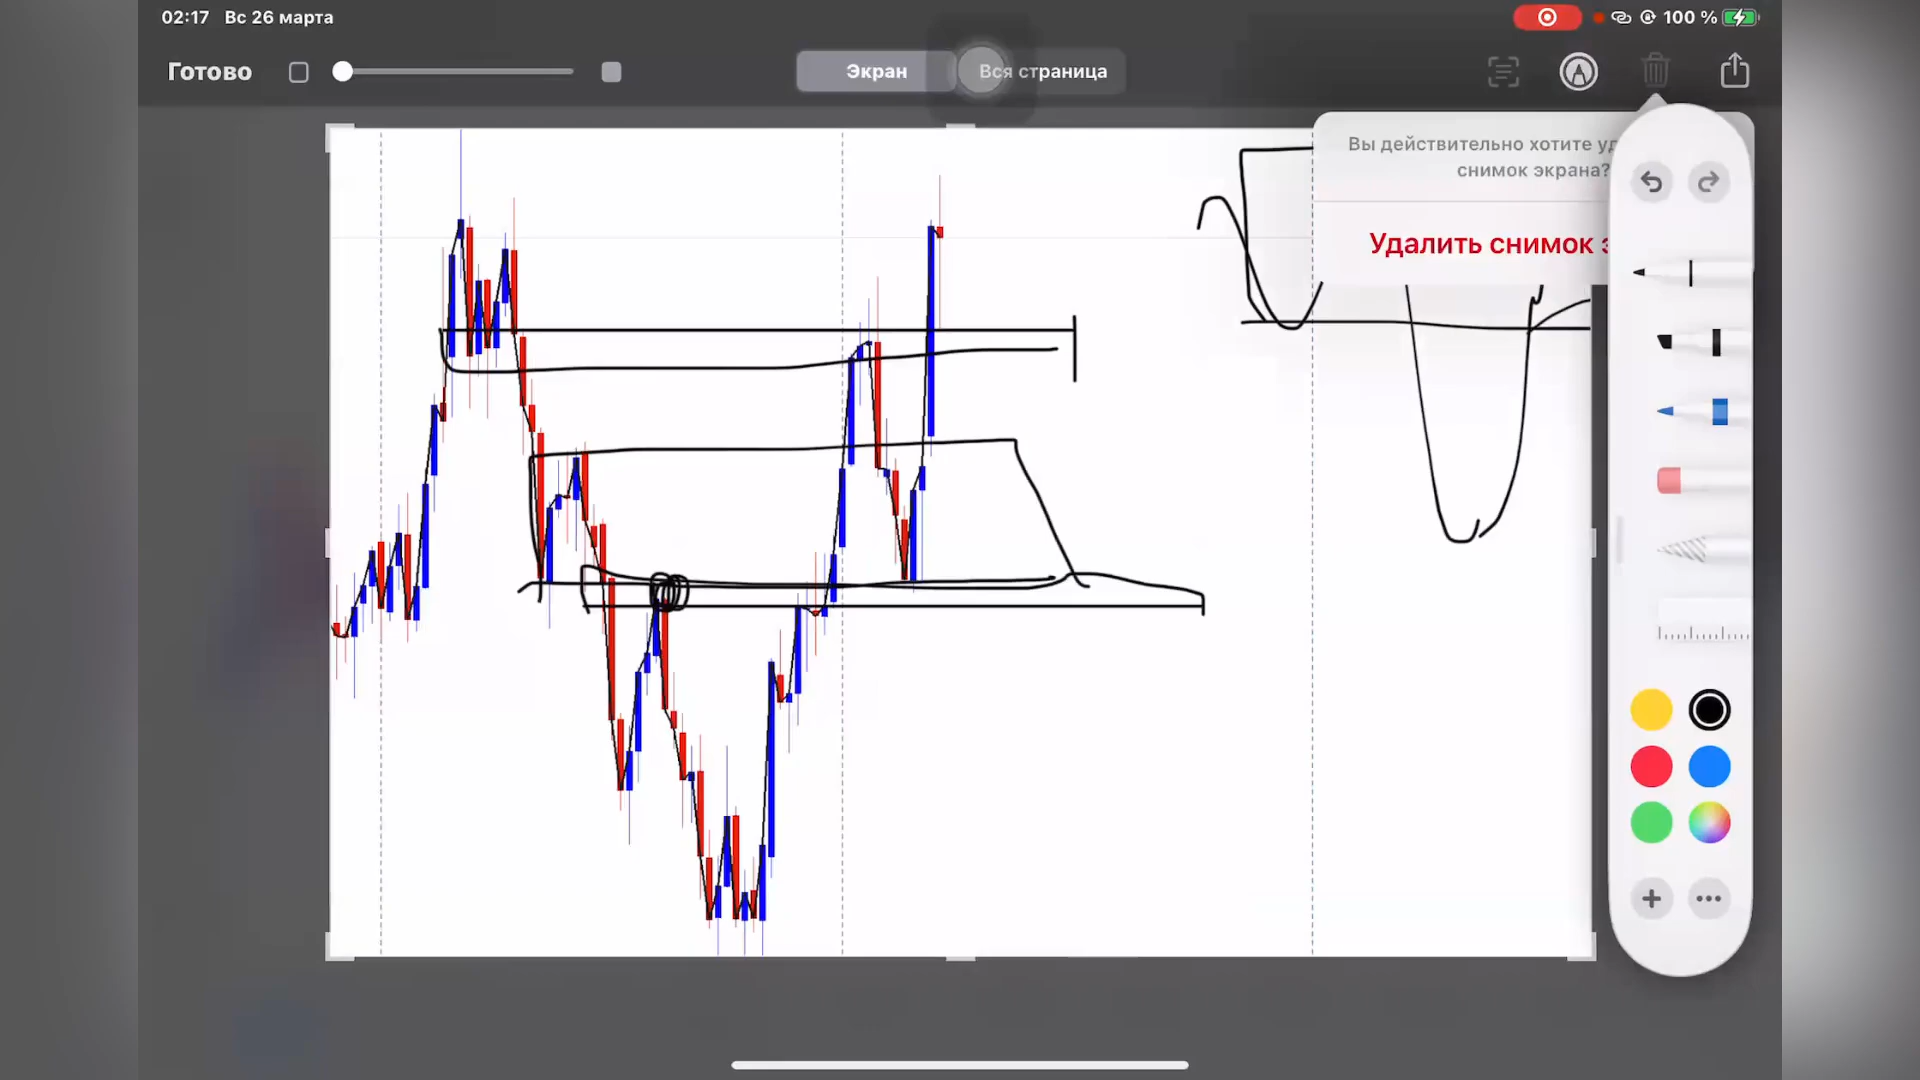 02:17 Вс 26 марта
100 %
Готово
Экран
Вся страница
Вы действительно хотите
снимок экрана?
Удалить снимок